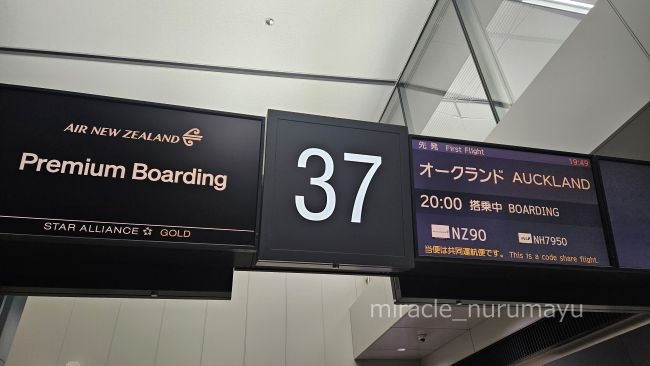 AIR NEW ZEALAND
Premium Boarding
STAR ALLIANCE GOLD
37
先発 First Flight 19:49
オークランド AUCKLAND
20:00 搭乗中 BOARDING
NZ90 NH7950
当便は共同運航便です。 This is a code share flight.
miracle_nurumayu